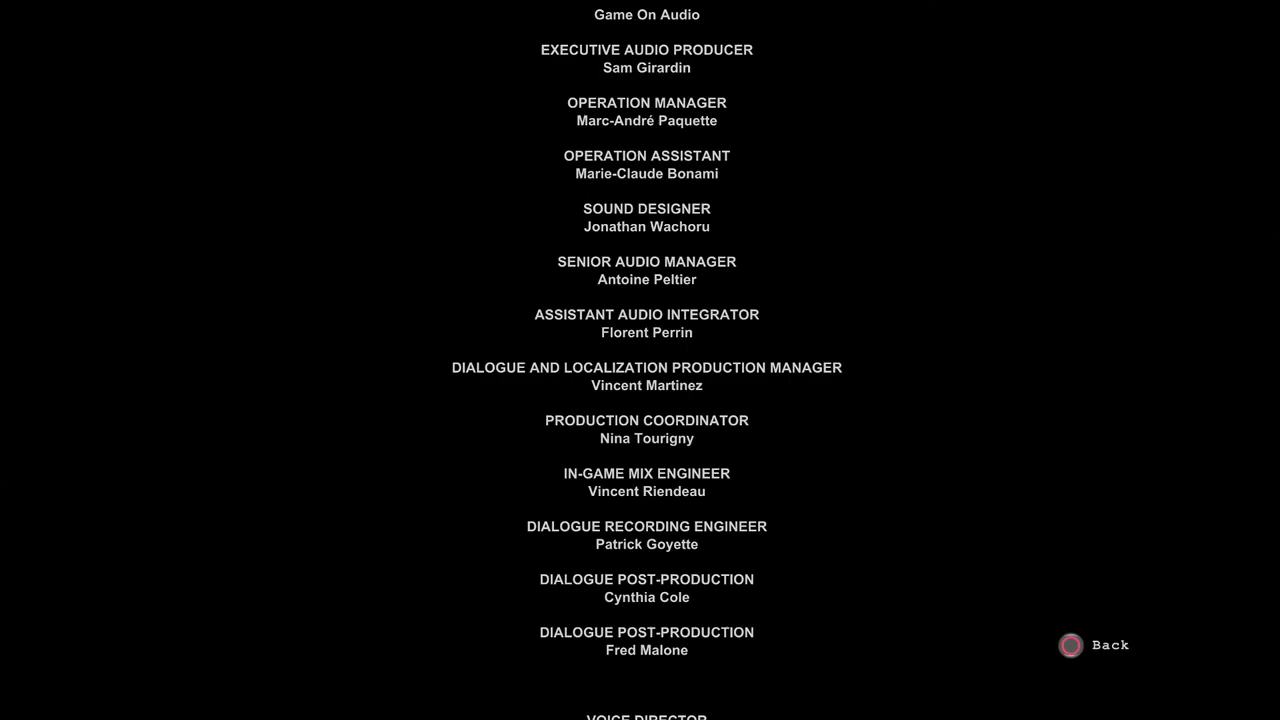 Game On Audio
EXECUTIVE AUDIO PRODUCER
Sam Girardin
OPERATION MANAGER
Marc-André Paquette
OPERATION ASSISTANT
Marie-Claude Bonami
SOUND DESIGNER
Jonathan Wachoru
SENIOR AUDIO MANAGER
Antoine Peltier
ASSISTANT AUDIO INTEGRATOR
Florent Perrin
DIALOGUE AND LOCALIZATION PRODUCTION MANAGER
Vincent Martinez
PRODUCTION COORDINATOR
Nina Tourigny
IN-GAME MIX ENGINEER
Vincent Riendeau
DIALOGUE RECORDING ENGINEER
Patrick Goyette
DIALOGUE POST-PRODUCTION
Cynthia Cole
DIALOGUE POST-PRODUCTION
Fred Malone
Back
VOICE DIRECTOR